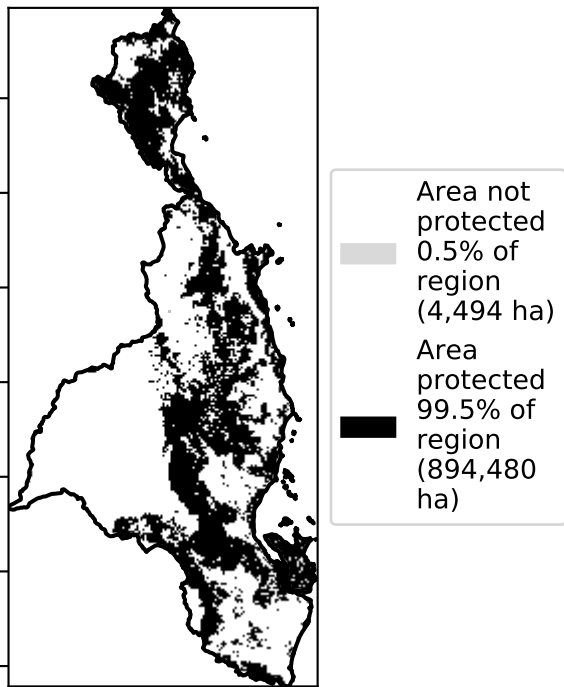 Area not
protected
0.5% of
region
(4,494 ha)
Area
protected
99.5% of
region
(894,480
ha)